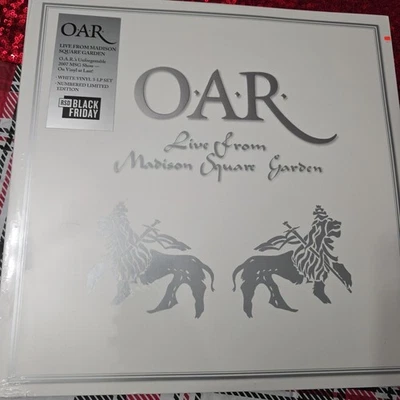 OAR
LIVE FROM MADISON
SQUARE GARDEN
O.A.R.'s Unforgettable
2007 MSG Show —
On Vinyl at Last!
WHITE VINYL 3-LP SET
NUMBERED LIMITED
EDITION
RSD BLACK
FRIDAY
O·A·R·
Live From
Madison Square Garden